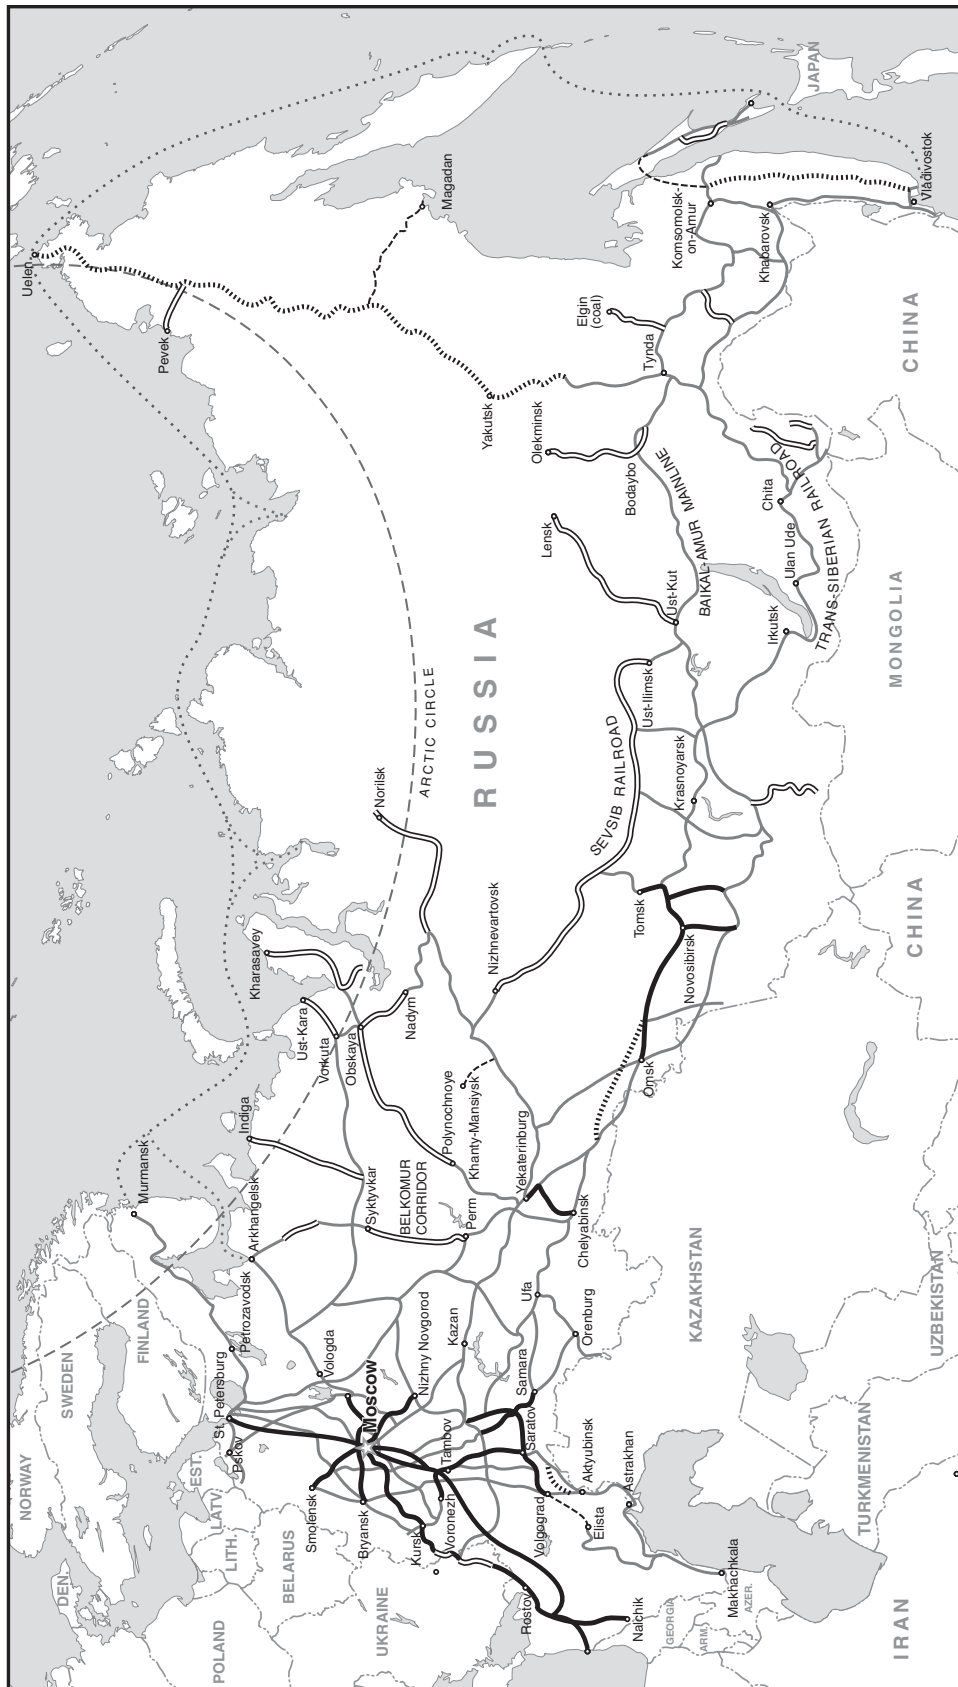 NORWAY
SWEDEN
FINLAND
DEN.
EST.
LATV.
LITH.
POLAND
BELARUS
UKRAINE
GEORGIA
ARM.
AZER.
IRAN
TURKMENISTAN
UZBEKISTAN
KAZAKHSTAN
CHINA
MONGOLIA
CHINA
JAPAN
RUSSIA
ARCTIC CIRCLE
Murmansk
St. Petersburg
Pskov
Petrozavodsk
Arkhangelsk
Indiga
Vologda
Smolensk
Bryansk
Moscow
Nizhny Novgorod
Kursk
Voronezh
Tambov
Kazan
Rostov
Nalchik
Volgograd
Saratov
Samara
Ufa
Orenburg
Elista
Aktyubinsk
Astrakhan
Makhachkala
Syktyvkar
BELKOMUR
CORRIDOR
Perm
Yekaterinburg
Chelyabinsk
Polynochnoye
Khanty-Mansiysk
Ust-Kara
Vorkuta
Obskaya
Kharasavey
Nadym
Norilsk
Nizhnevartovsk
Omsk
Novosibirsk
Tomsk
SEVSIB RAILROAD
Krasnoyarsk
Ust-Ilimsk
Ust-Kut
Lensk
BAIKAL-AMUR MAINLINE
Irkutsk
Ulan Ude
TRANS-SIBERIAN RAILROAD
Chita
Bodaybo
Olekminsk
Yakutsk
Tynda
Elgin
(coal)
Pevek
Uelen
Magadan
Komsomolsk-
on-Amur
Khabarovsk
Vladivostok